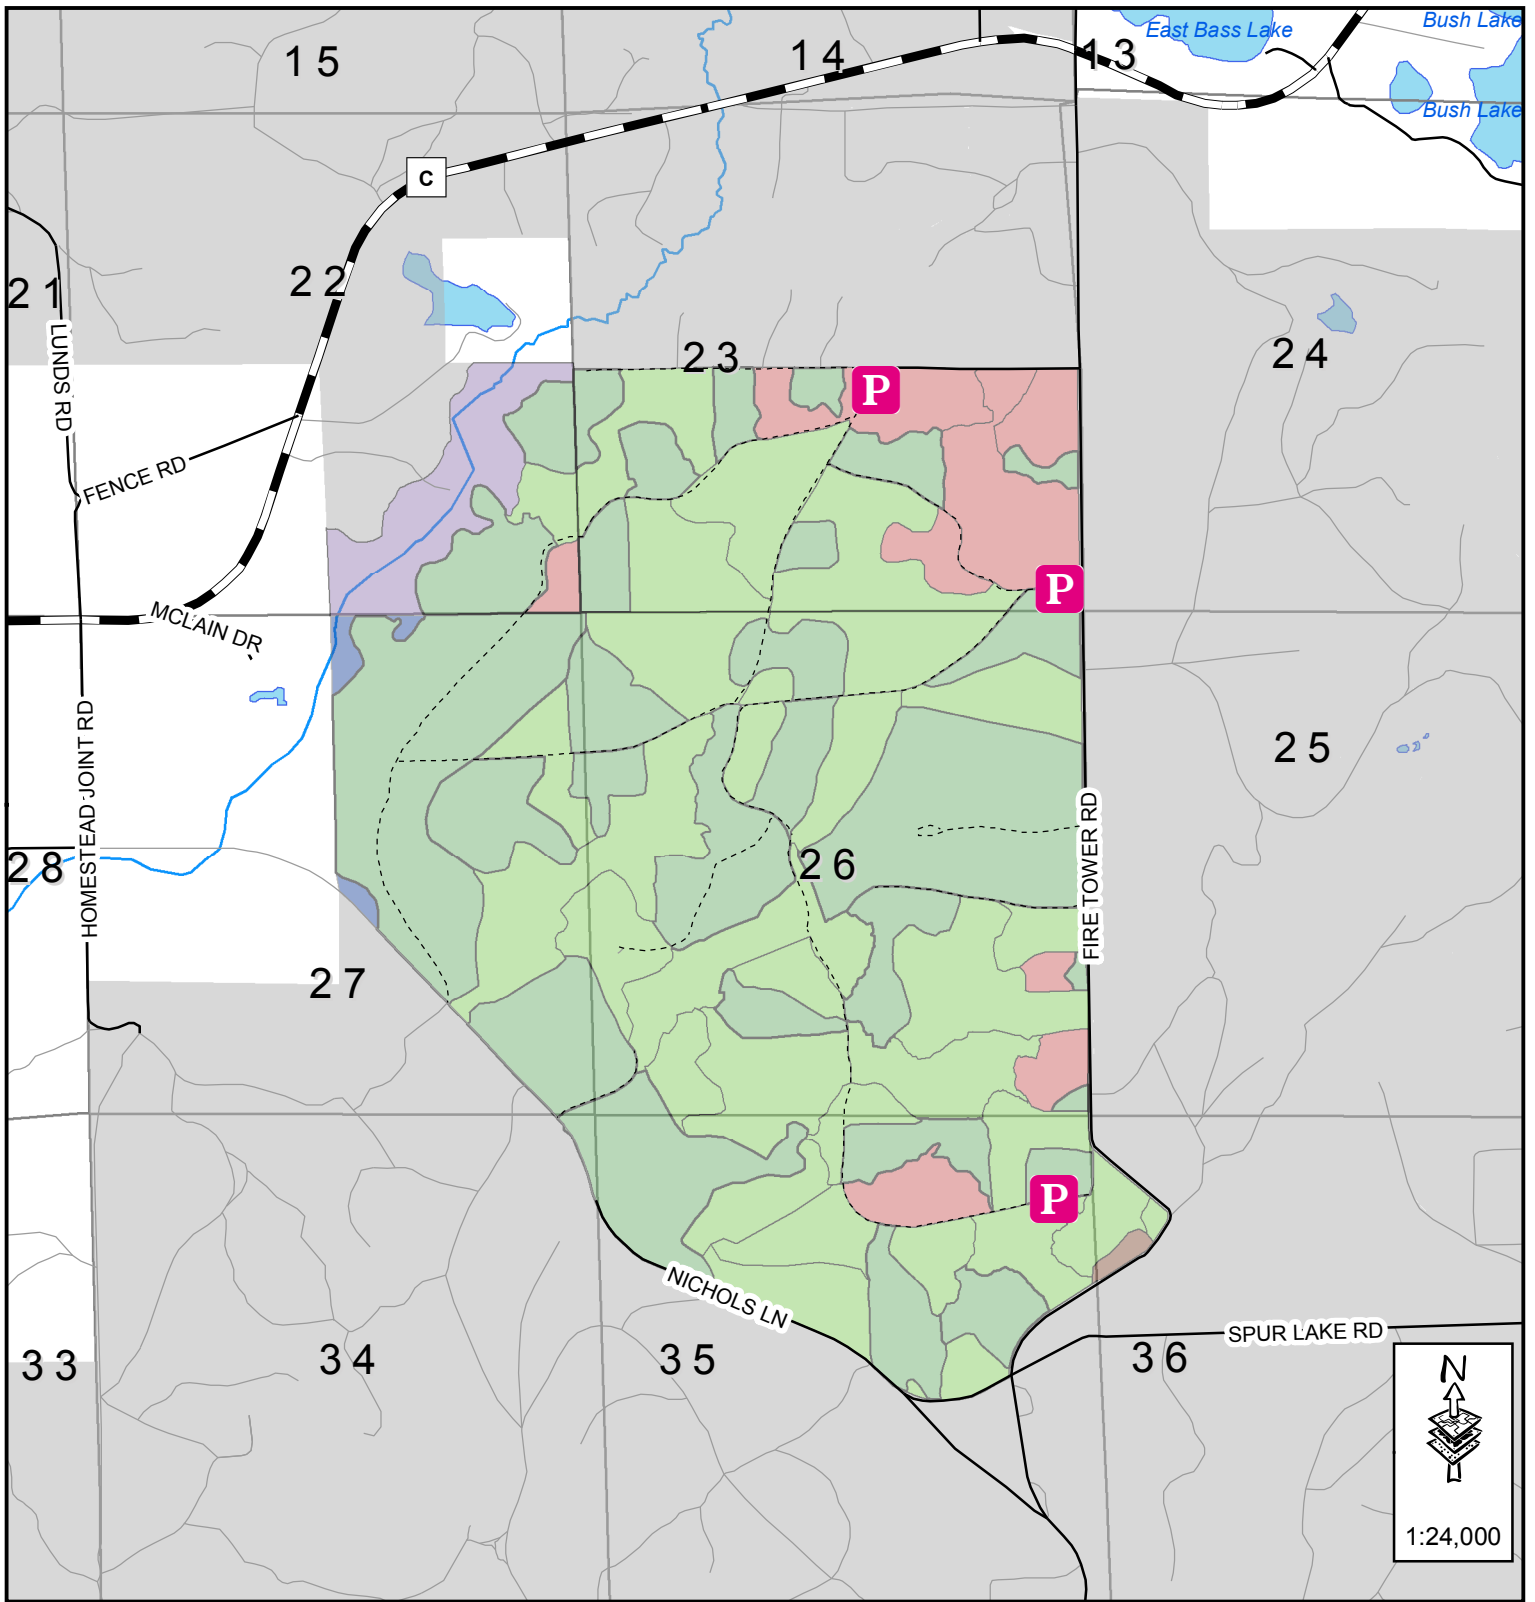 East Bass Lake
Bush Lake
15
14
13
Bush Lake
C
21
22
LUNDS RD
23
24
P
FENCE RD
P
MCLAIN DR
HOMESTEAD JOINT RD
25
FIRE TOWER RD
28
26
27
P
NICHOLS LN
SPUR LAKE RD
33
34
35
36
N
1:24,000